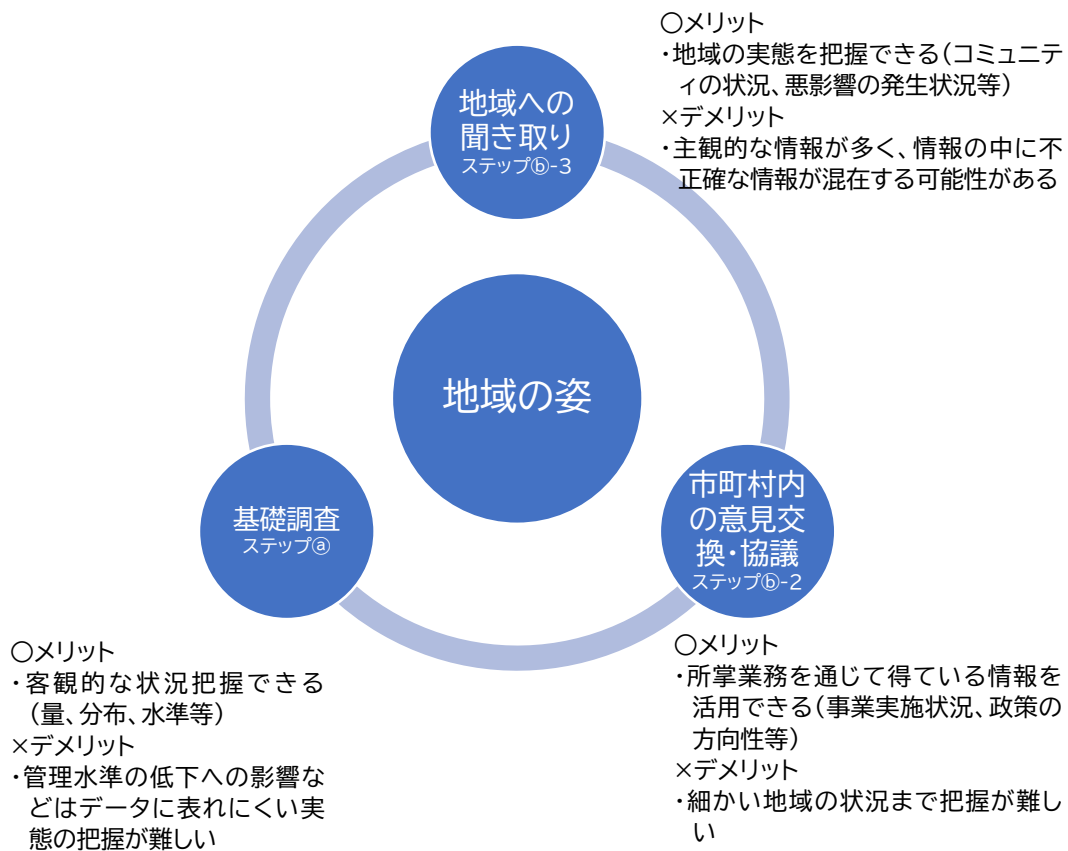 ○メリット
・地域の実態を把握できる（コミュニテ
ィの状況、悪影響の発生状況等）
×デメリット
・主観的な情報が多く、情報の中に不
正確な情報が混在する可能性がある
地域への
聞き取り
ステップⓑ-3
地域の姿
基礎調査
ステップⓐ
市町村内
の意見交
換・協議
ステップⓑ-2
○メリット
・客観的な状況把握できる
（量、分布、水準等）
×デメリット
・管理水準の低下への影響な
どはデータに表れにくい実
態の把握が難しい
○メリット
・所掌業務を通じて得ている情報を
活用できる（事業実施状況、政策の
方向性等）
×デメリット
・細かい地域の状況まで把握が難し
い